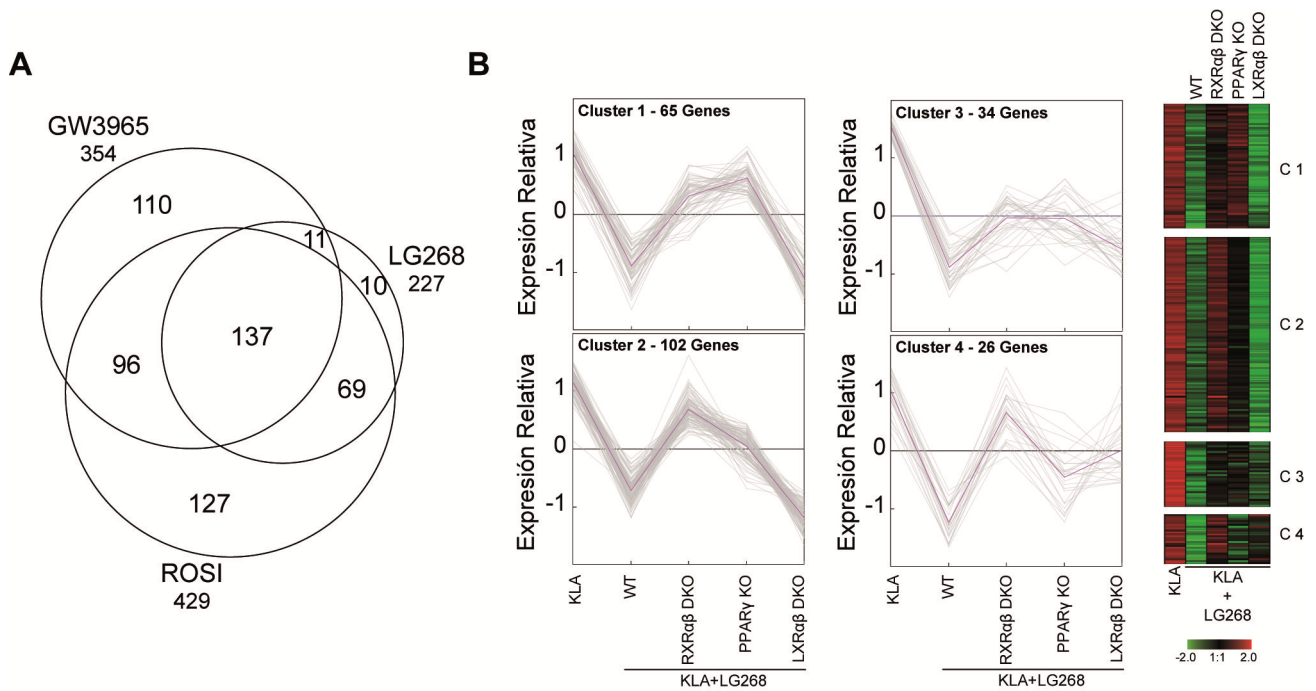 A
GW3965
354
110
11
LG268
227
10
137
96
69
127
ROSI
429
B
Cluster 1 - 65 Genes
Expresión Relativa
1
0
-1
Cluster 3 - 34 Genes
Expresión Relativa
1
0
-1
Cluster 2 - 102 Genes
Expresión Relativa
1
0
-1
Cluster 4 - 26 Genes
Expresión Relativa
1
0
-1
KLA
WT
RXRαβ DKO
PPARγ KO
LXRαβ DKO
KLA+LG268
KLA
WT
RXRαβ DKO
PPARγ KO
LXRαβ DKO
KLA+LG268
WT
RXRαβ DKO
PPARγ KO
LXRαβ DKO
C 1
C 2
C 3
C 4
KLA
KLA
+
LG268
-2.0 1:1 2.0